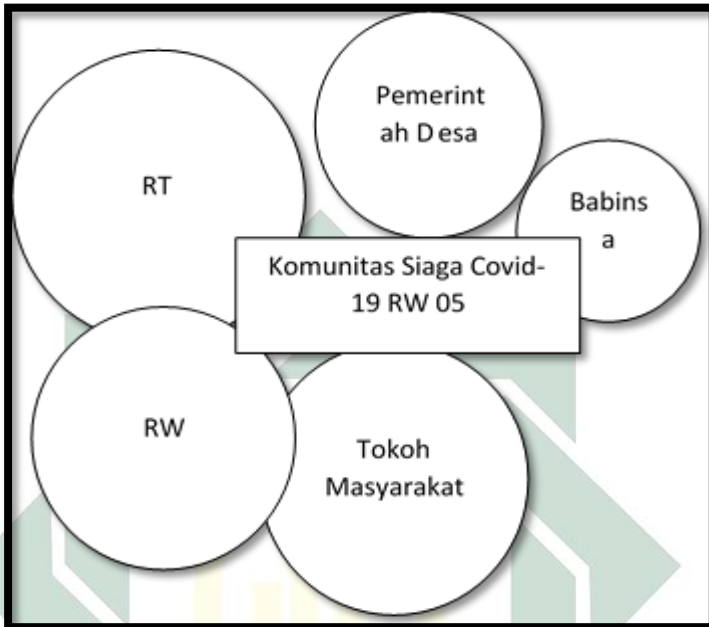 Pemerint
ah Desa
RT
Babins
a
Komunitas Siaga Covid-
19 RW 05
RW
Tokoh
Masyarakat